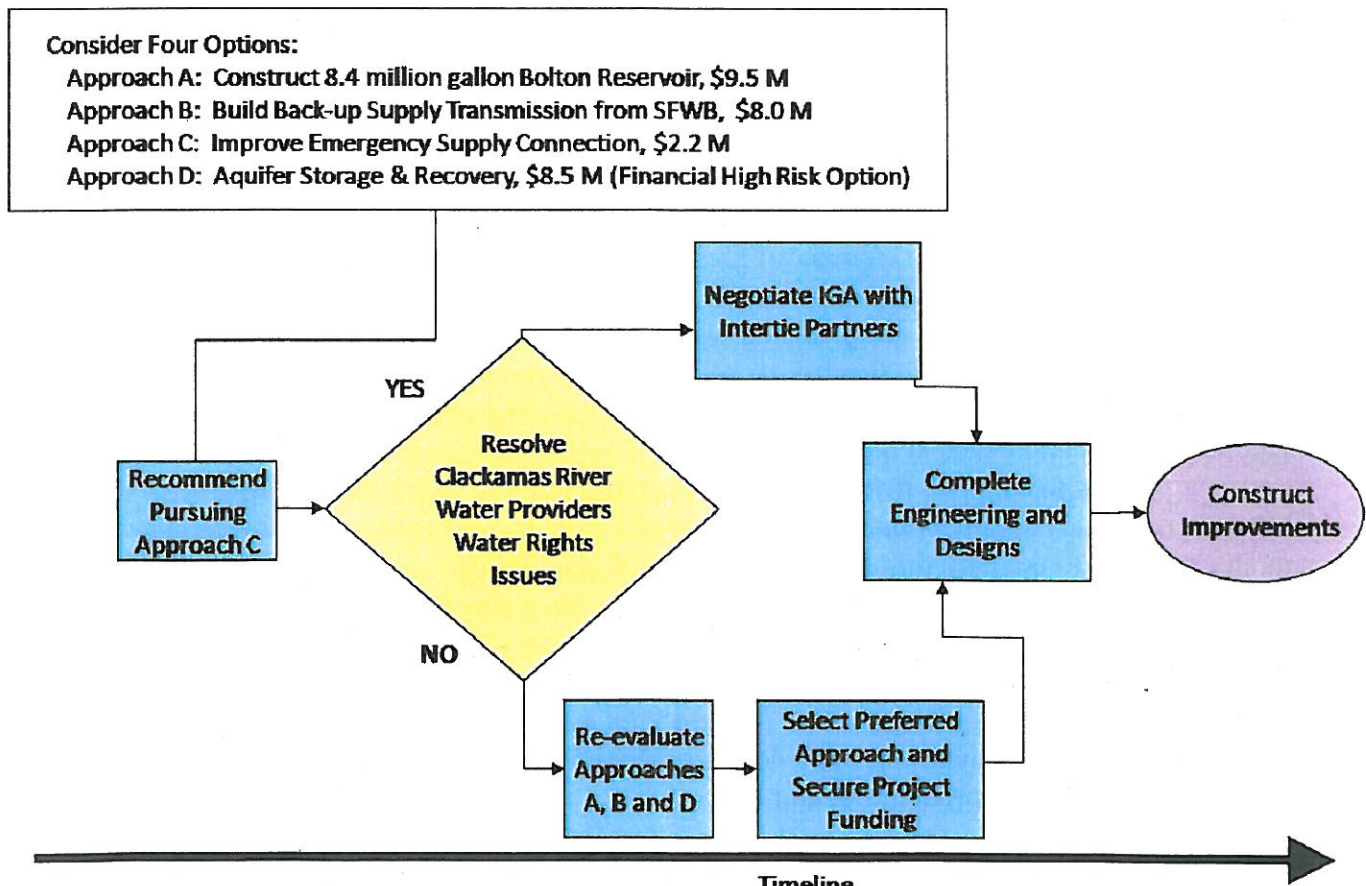 Consider Four Options:
Approach A: Construct 8.4 million gallon Bolton Reservoir, $9.5 M
Approach B: Build Back-up Supply Transmission from SFWB, $8.0 M
Approach C: Improve Emergency Supply Connection, $2.2 M
Approach D: Aquifer Storage & Recovery, $8.5 M (Financial High Risk Option)
Negotiate IGA with
Intertie Partners
YES
Resolve
Clackamas River
Water Providers
Water Rights
Issues
Recommend
Pursuing
Approach C
Complete
Engineering and
Designs
Construct
Improvements
NO
Re-evaluate
Approaches
A, B and D
Select Preferred
Approach and
Secure Project
Funding
Timeline